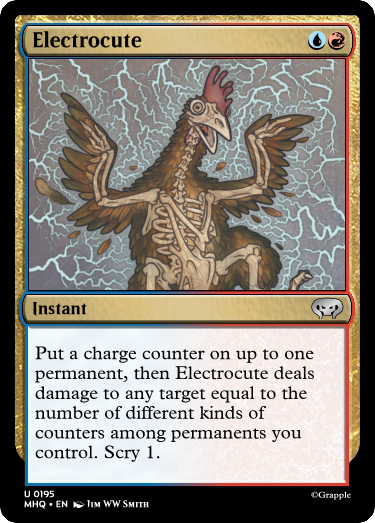 Electrocute
Instant
Put a charge counter on up to one
permanent, then Electrocute deals
damage to any target equal to the
number of different kinds of
counters among permanents you
control. Scry 1.
U 0195
MHQ • EN Jim WW Smith
©Grapple